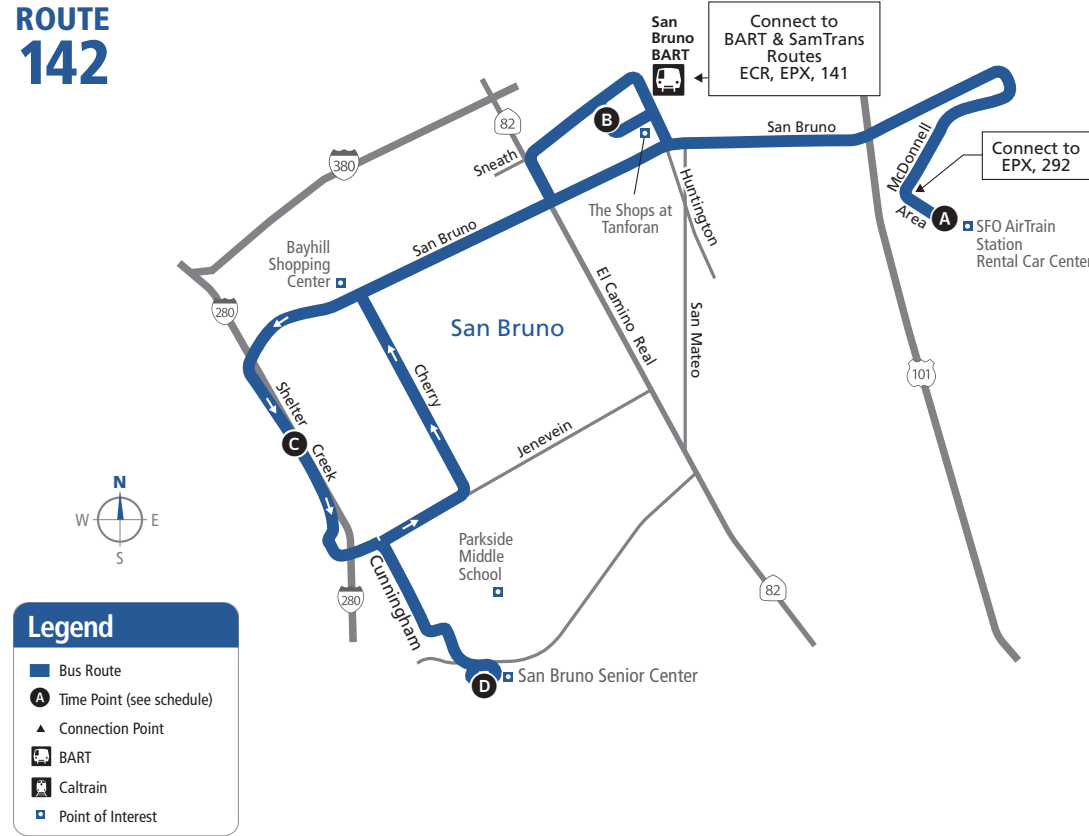 ROUTE
142
San
Bruno
BART
Connect to
BART & SamTrans
Routes
ECR, EPX, 141
82
Sneath
380
B
San Bruno
McDonnell
Connect to
EPX, 292
Area
A
SFO AirTrain
Station
Rental Car Center
The Shops at
Tanforan
Huntington
San Bruno
Bayhill
Shopping
Center
280
San Bruno
El Camino Real
San Mateo
101
Shelter Creek
Cherry
C
Jenevein
N
W
E
S
Parkside
Middle
School
Cunningham
280
82
San Bruno Senior Center
D
Legend
Bus Route
A
Time Point (see schedule)
Connection Point
BART
Caltrain
Point of Interest